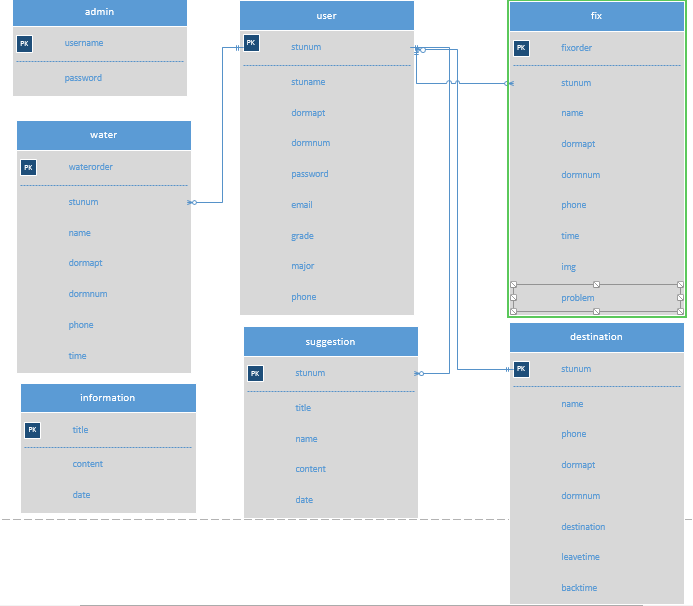 admin
PK username
password
water
PK waterorder
stunum
name
dormapt
dormnum
phone
time
information
PK title
content
date
user
PK stunum
stuname
dormapt
dormnum
password
email
grade
major
phone
suggestion
PK stunum
title
name
content
date
fix
PK fixorder
stunum
name
dormapt
dormnum
phone
time
img
problem
destination
PK stunum
name
phone
dormapt
dormnum
destination
leavetime
backtime